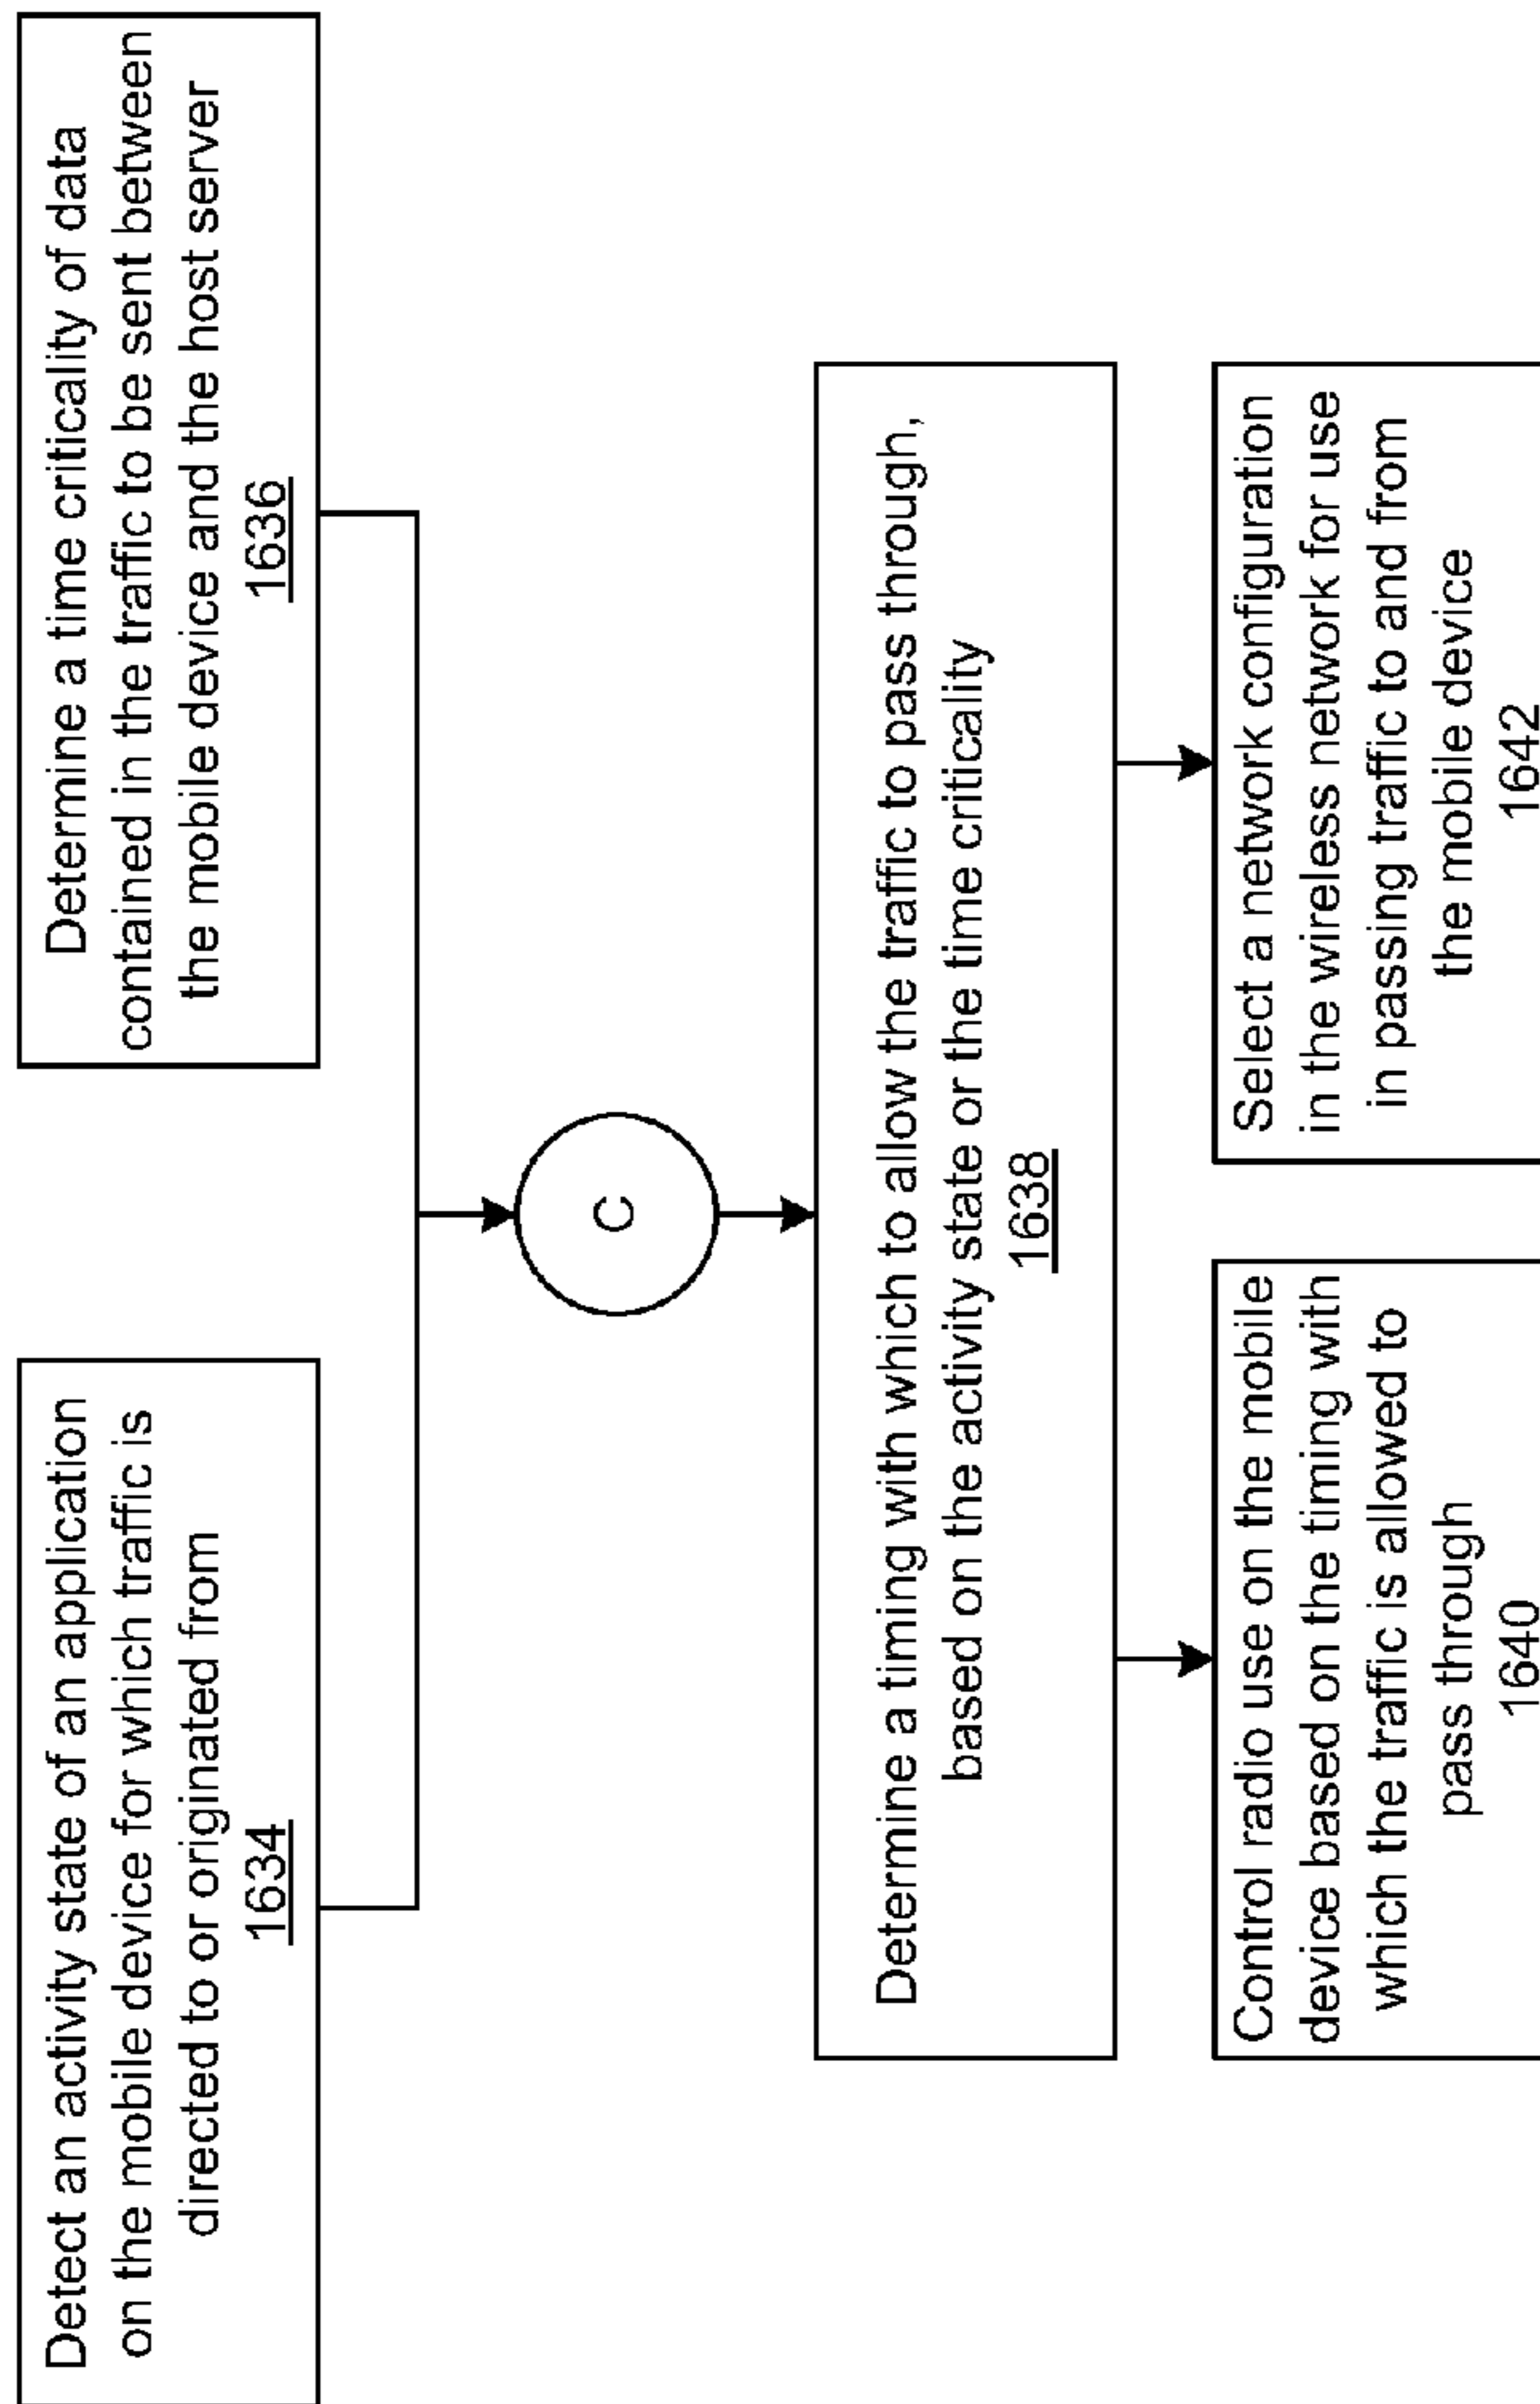 Detect an activity state of an application
on the mobile device for which traffic is
directed to or originated from
1634
Determine a time criticality of data
contained in the traffic to be sent between
the mobile device and the host server
1636
C
Determine a timing with which to allow the traffic to pass through,
based on the activity state or the time criticality
1638
Control radio use on the mobile
device based on the timing with
which the traffic is allowed to
pass through
1640
Select a network configuration
in the wireless network for use
in passing traffic to and from
the mobile device
1642